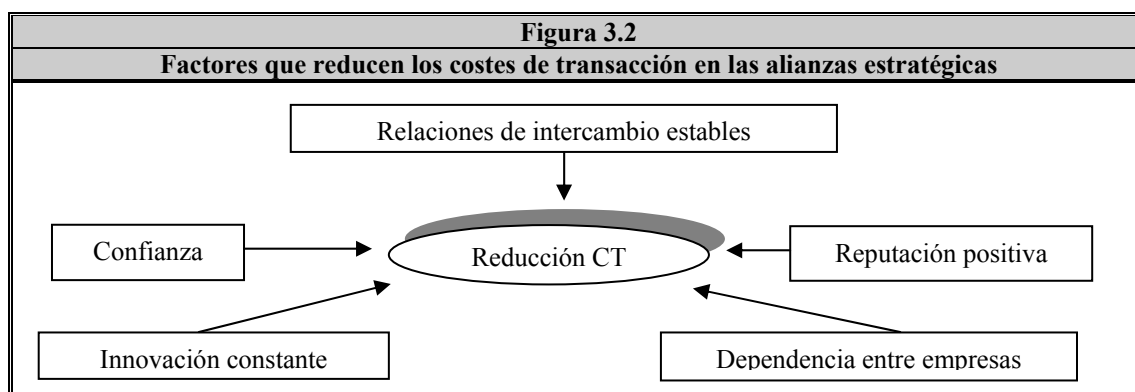 Figura 3.2
Factores que reducen los costes de transacción en las alianzas estratégicas
Relaciones de intercambio estables
Confianza
Reducción CT
Reputación positiva
Innovación constante
Dependencia entre empresas